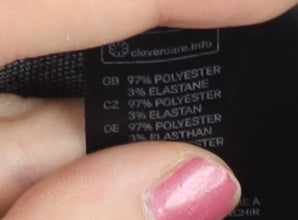 clevercare.info
GB 97% POLYESTER
3% ELASTANE
CZ 97% POLYESTER
3% ELASTAN
DE 97% POLYESTER
3% ELASTHAN